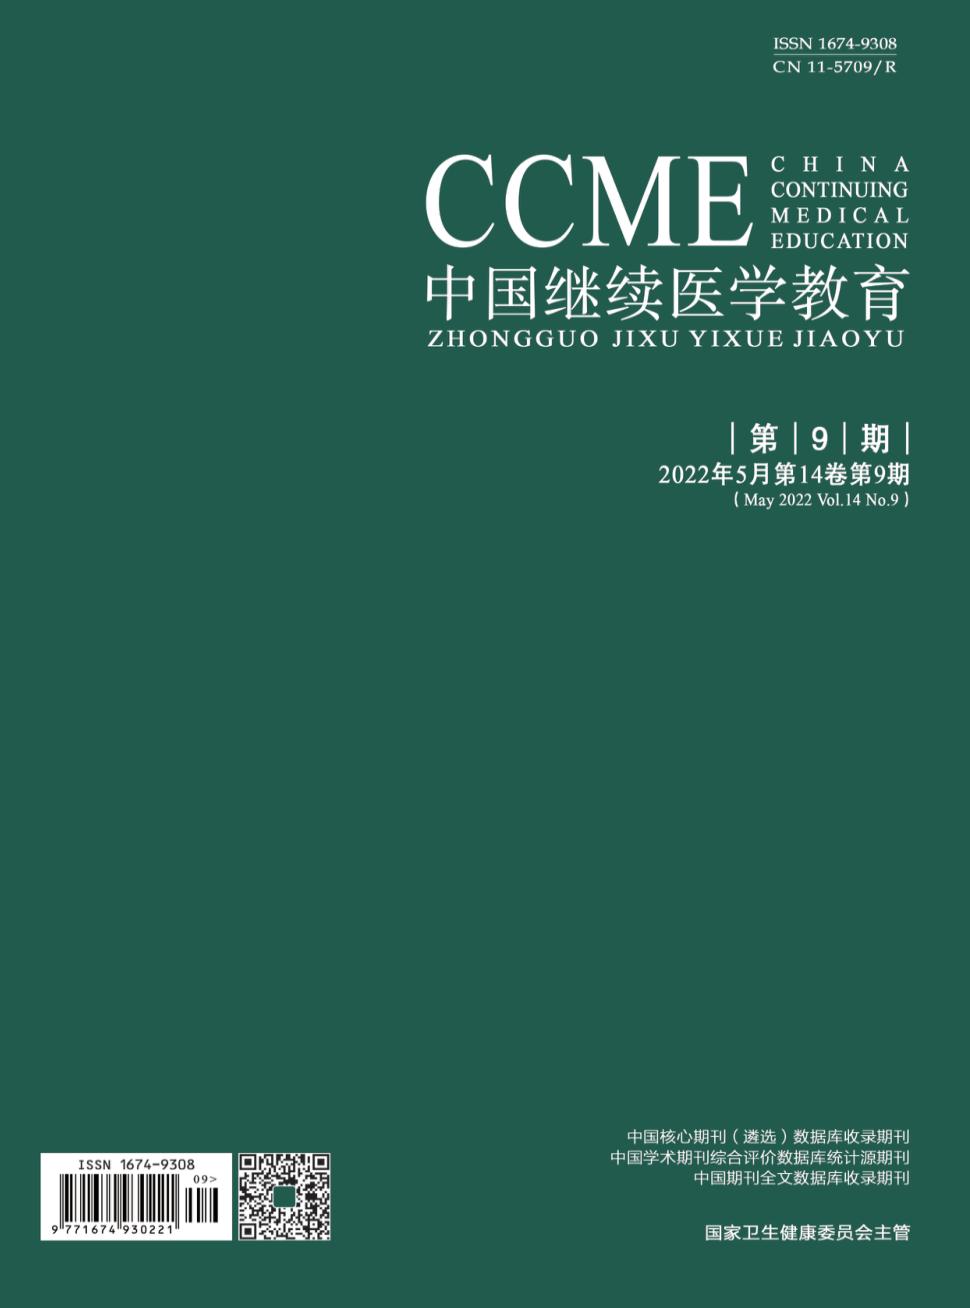 ISSN 1674-9308
CN 11-5709/R
CCME
CHINA
CONTINUING
MEDICAL
EDUCATION
中国继续医学教育
ZHONGGUO JIXU YIXUE JIAOYU
|第|9|期|
2022年5月第14卷第9期
(May 2022 Vol.14 No.9)
中国核心期刊(遴选)数据库收录期刊
中国学术期刊综合评价数据库统计源期刊
中国期刊全文数据库收录期刊
国家卫生健康委员会主管
ISSN 1674-9308
09>
9 771674 930221